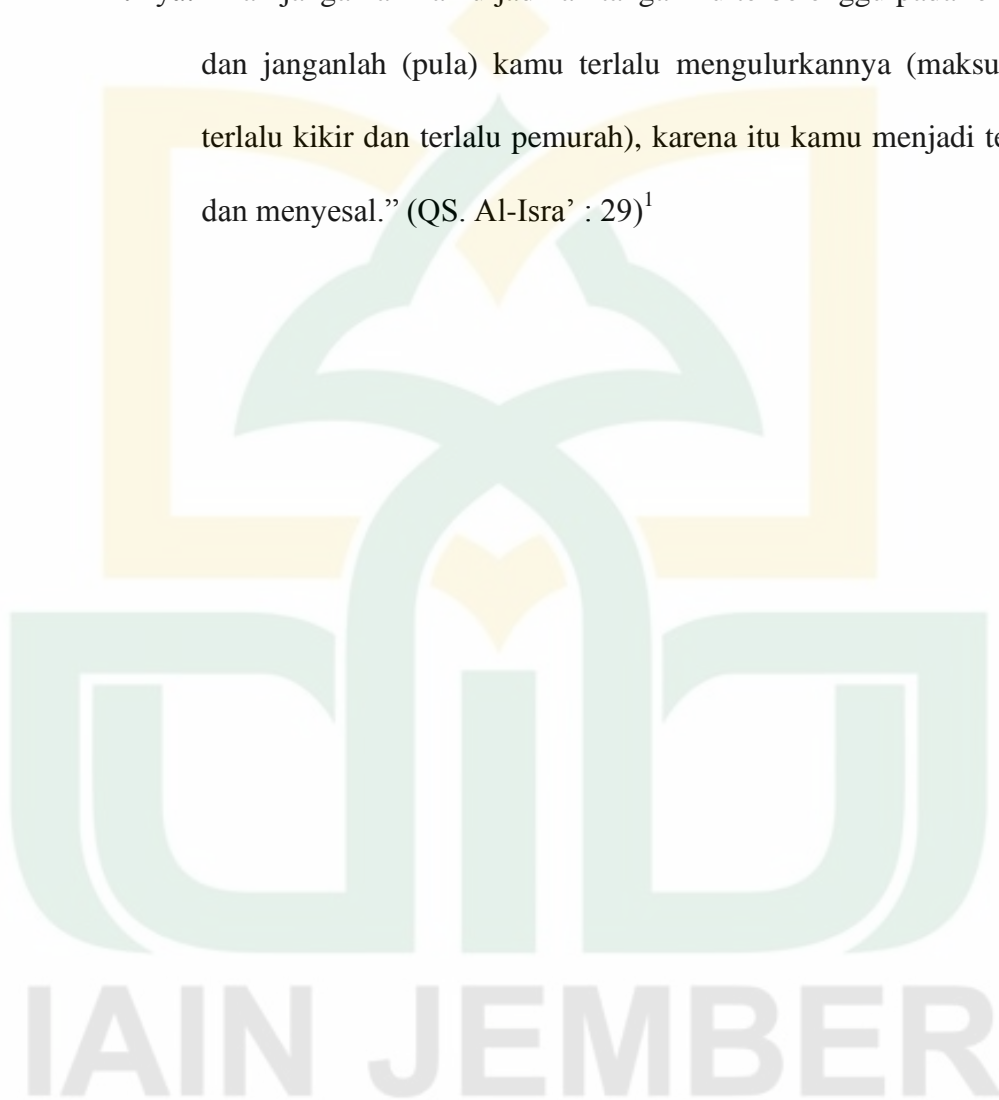 dan janganlah (pula) kamu terlalu mengulurkannya (maksu
terlalu kikir dan terlalu pemurah), karena itu kamu menjadi te
dan menyesal.” (QS. Al-Isra’ : 29)1
IAIN JEMBER